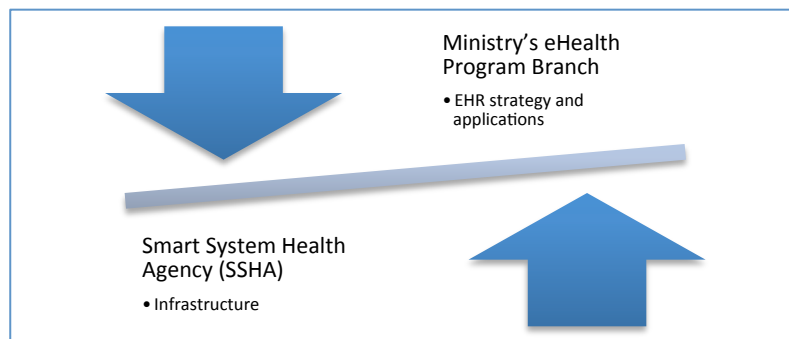 Ministry’s eHealth
Program Branch
• EHR strategy and
applications
Smart System Health
Agency (SSHA)
• Infrastructure